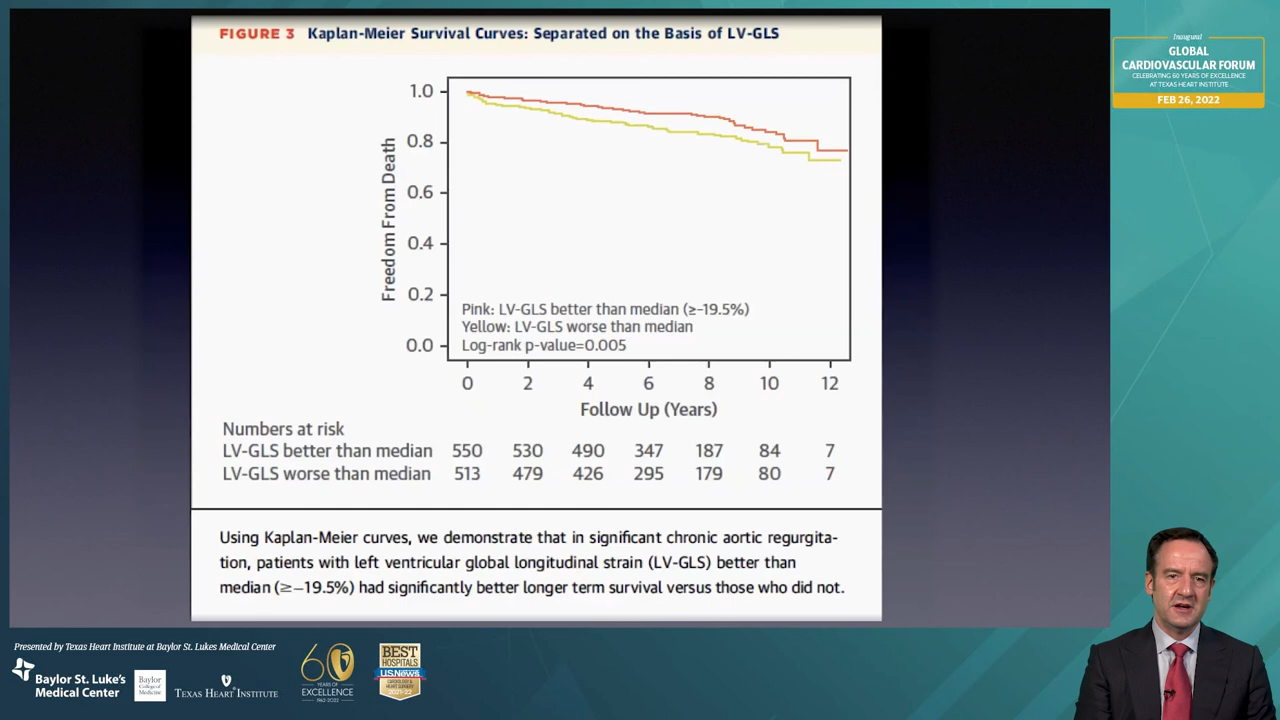 FIGURE 3 Kaplan-Meier Survival Curves: Separated on the Basis of LV-GLS
1.0
0.8
0.6
0.4
0.2
0.0
Freedom From Death
Pink: LV-GLS better than median (≥-19.5%)
Yellow: LV-GLS worse than median
Log-rank p-value=0.005
0 2 4 6 8 10 12
Follow Up (Years)
Numbers at risk
LV-GLS better than median 550 530 490 347 187 84 7
LV-GLS worse than median 513 479 426 295 179 80 7
Using Kaplan-Meier curves, we demonstrate that in significant chronic aortic regurgita-
tion, patients with left ventricular global longitudinal strain (LV-GLS) better than
median (≥−19.5%) had significantly better longer term survival versus those who did not.
Inaugural
GLOBAL
CARDIOVASCULAR FORUM
CELEBRATING 60 YEARS OF EXCELLENCE
AT TEXAS HEART INSTITUTE
FEB 26, 2022
Presented by Texas Heart Institute at Baylor St. Lukes Medical Center
Baylor St. Luke's
Medical Center
Baylor
College of
Medicine
TEXAS HEART INSTITUTE
60
YEARS OF
EXCELLENCE
1962-2022
BEST
HOSPITALS
U.S.News
CARDIOLOGY &
HEART SURGERY
2021-22